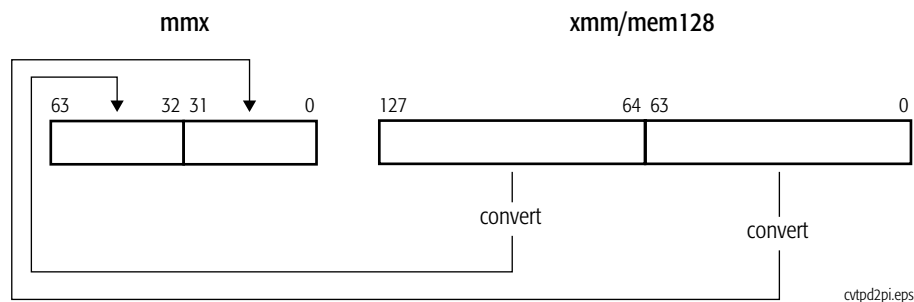 mmx xmm/mem128
63 32 31 0 127 64 63 0
convert
convert
cvtpd2pi.eps